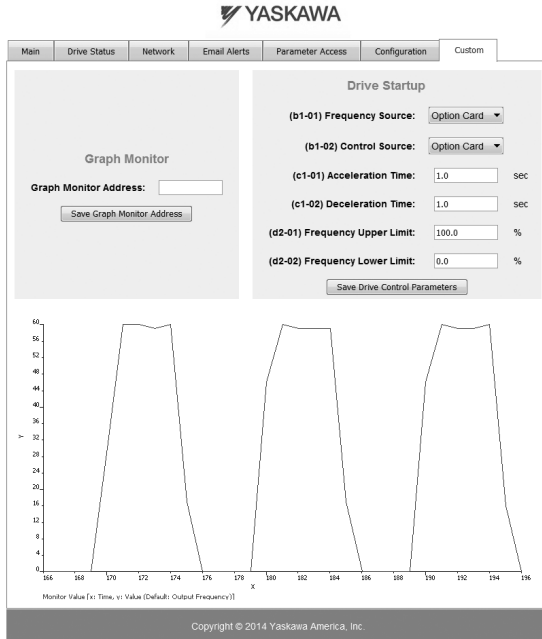 YASKAWA
Main
Drive Status
Network
Email Alerts
Parameter Access
Configuration
Custom
Graph Monitor
Graph Monitor Address:
Save Graph Monitor Address
Drive Startup
(b1-01) Frequency Source: Option Card
(b1-02) Control Source: Option Card
(c1-01) Acceleration Time: 1.0 sec
(c1-02) Deceleration Time: 1.0 sec
(d2-01) Frequency Upper Limit: 100.0 %
(d2-02) Frequency Lower Limit: 0.0 %
Save Drive Control Parameters
60
56
52
48
44
40
36
32
28
24
20
16
12
8
4
0
Y
166 168 170 172 174 176 178 180 182 184 186 188 190 192 194 196
X
Monitor Value [x: Time, y: Value (Default: Output Frequency)]
Copyright © 2014 Yaskawa America, Inc.